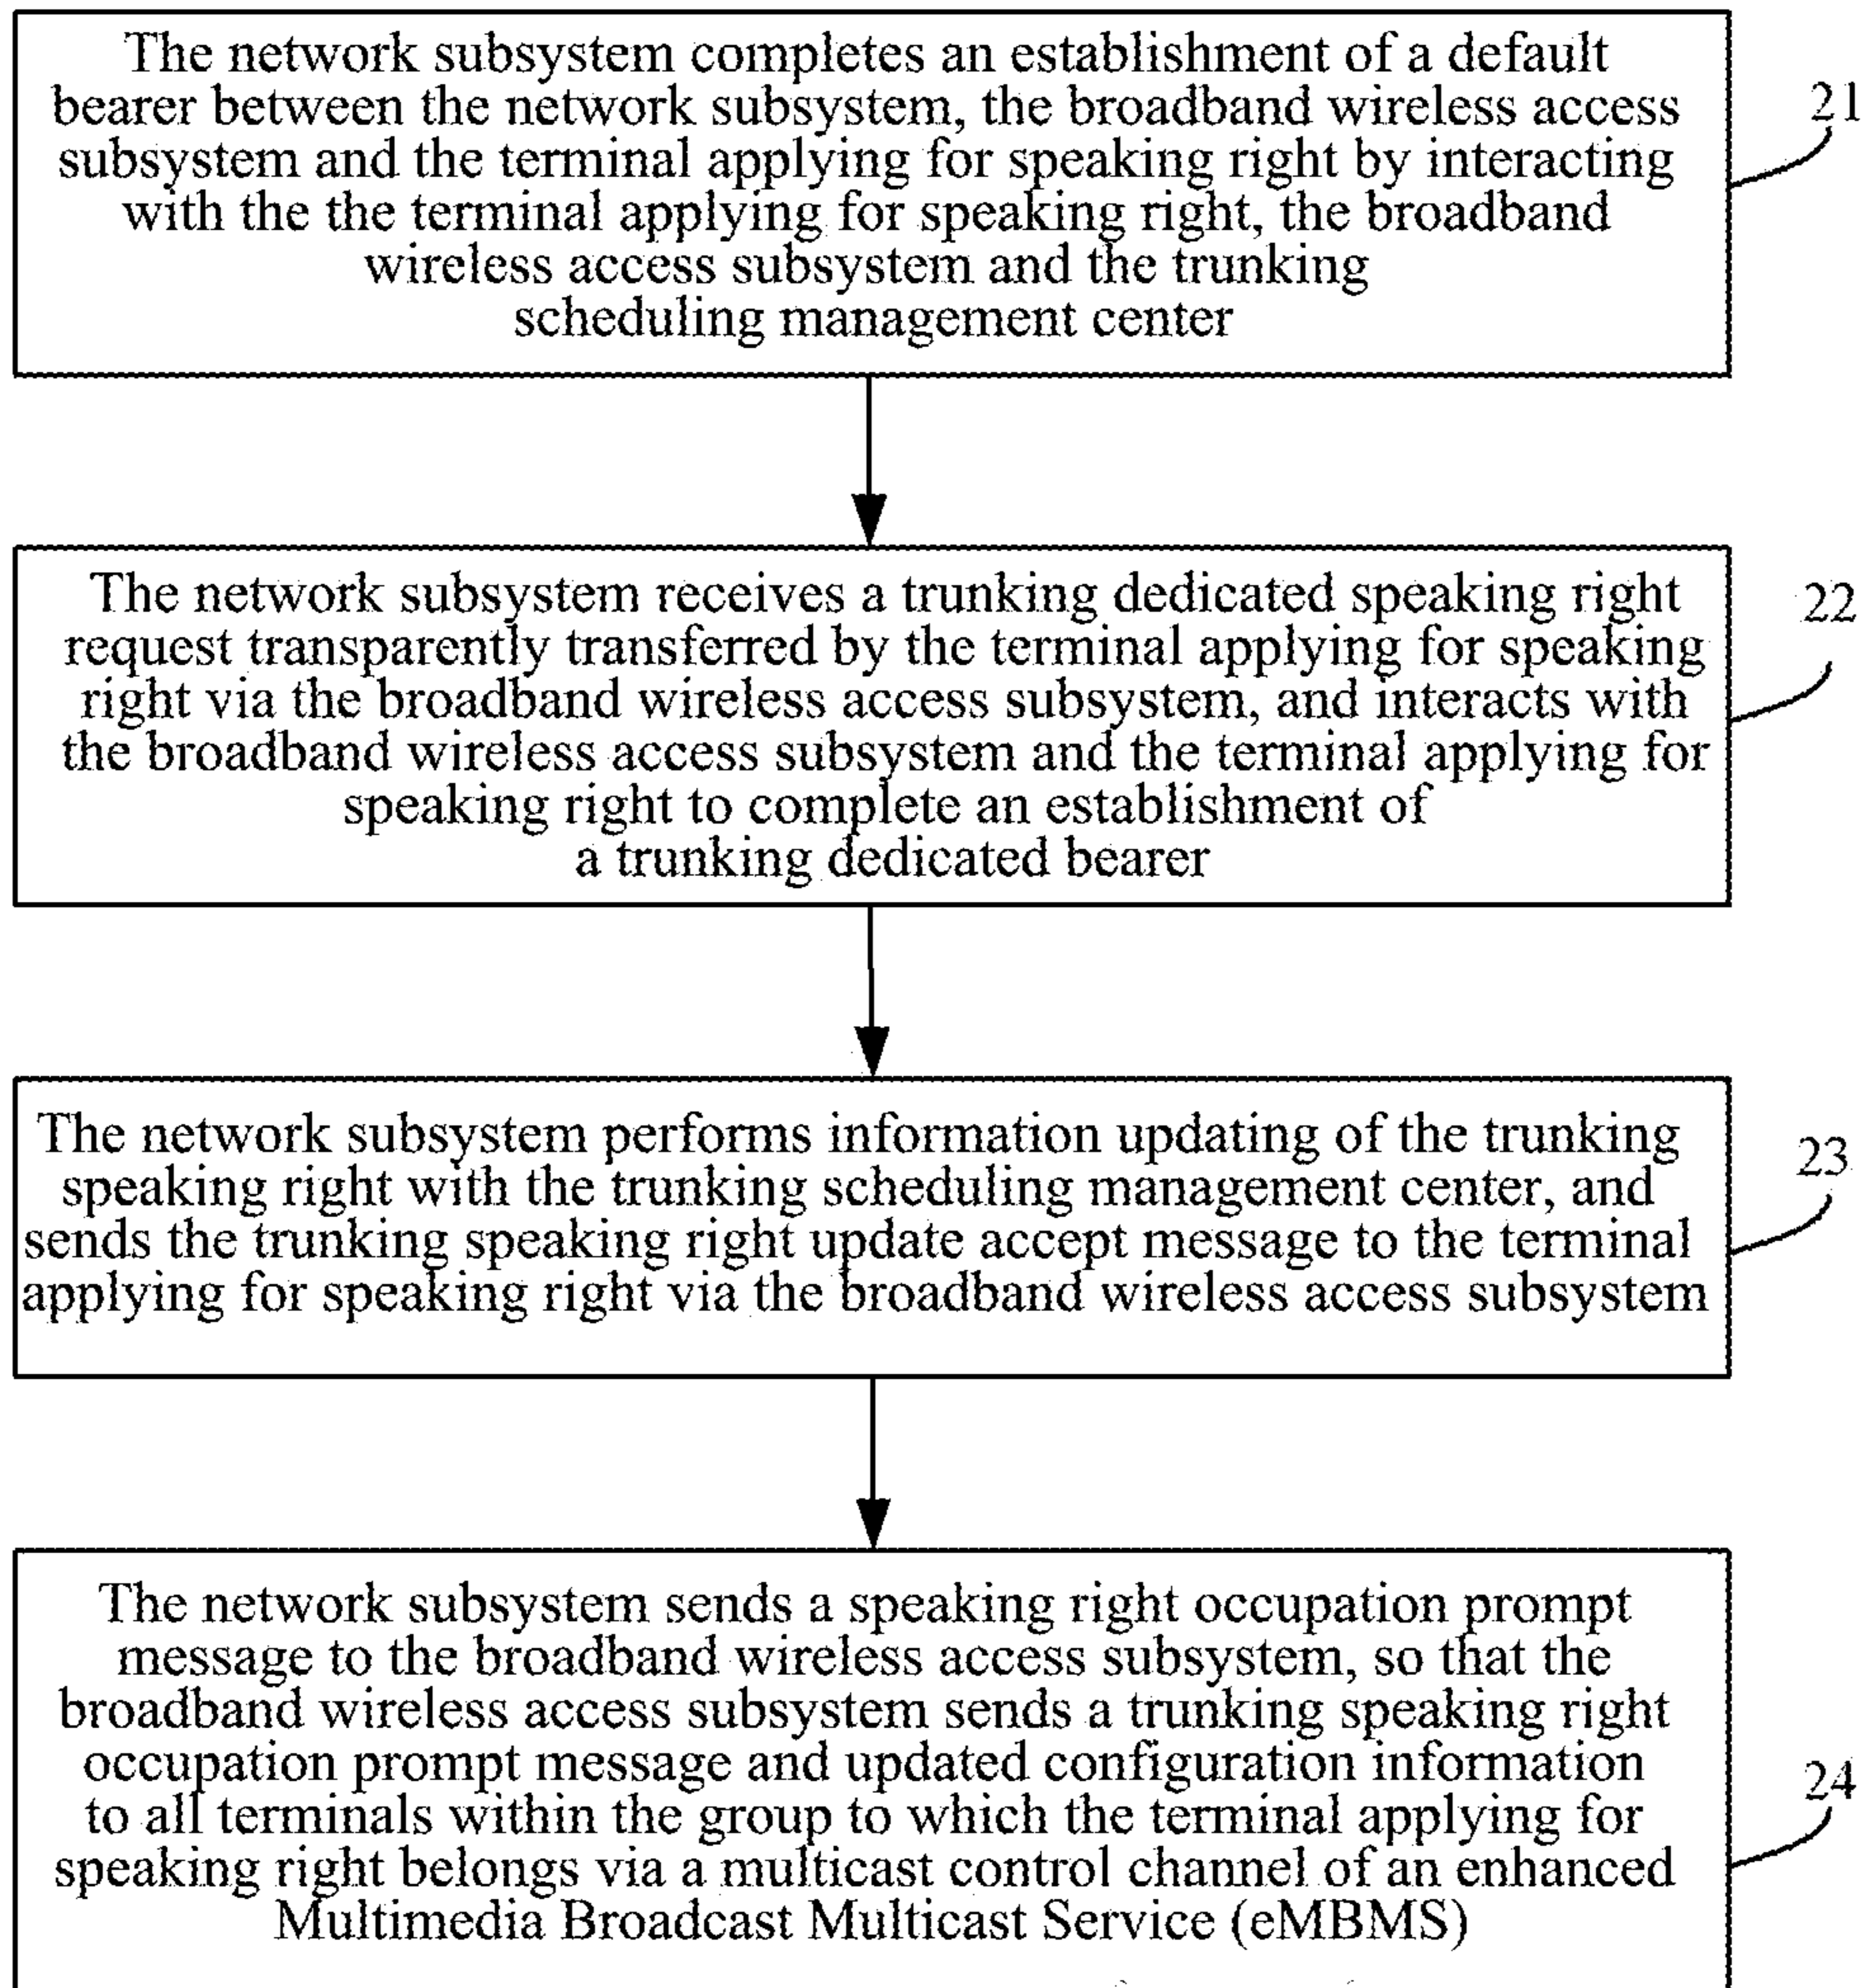 The network subsystem completes an establishment of a default
bearer between the network subsystem, the broadband wireless access
subsystem and the terminal applying for speaking right by interacting
with the the terminal applying for speaking right, the broadband
wireless access subsystem and the trunking
scheduling management center
21
The network subsystem receives a trunking dedicated speaking right
request transparently transferred by the terminal applying for speaking
right via the broadband wireless access subsystem, and interacts with
the broadband wireless access subsystem and the terminal applying for
speaking right to complete an establishment of
a trunking dedicated bearer
22
The network subsystem performs information updating of the trunking
speaking right with the trunking scheduling management center, and
sends the trunking speaking right update accept message to the terminal
applying for speaking right via the broadband wireless access subsystem
23
The network subsystem sends a speaking right occupation prompt
message to the broadband wireless access subsystem, so that the
broadband wireless access subsystem sends a trunking speaking right
occupation prompt message and updated configuration information
to all terminals within the group to which the terminal applying for
speaking right belongs via a multicast control channel of an enhanced
Multimedia Broadcast Multicast Service (eMBMS)
24